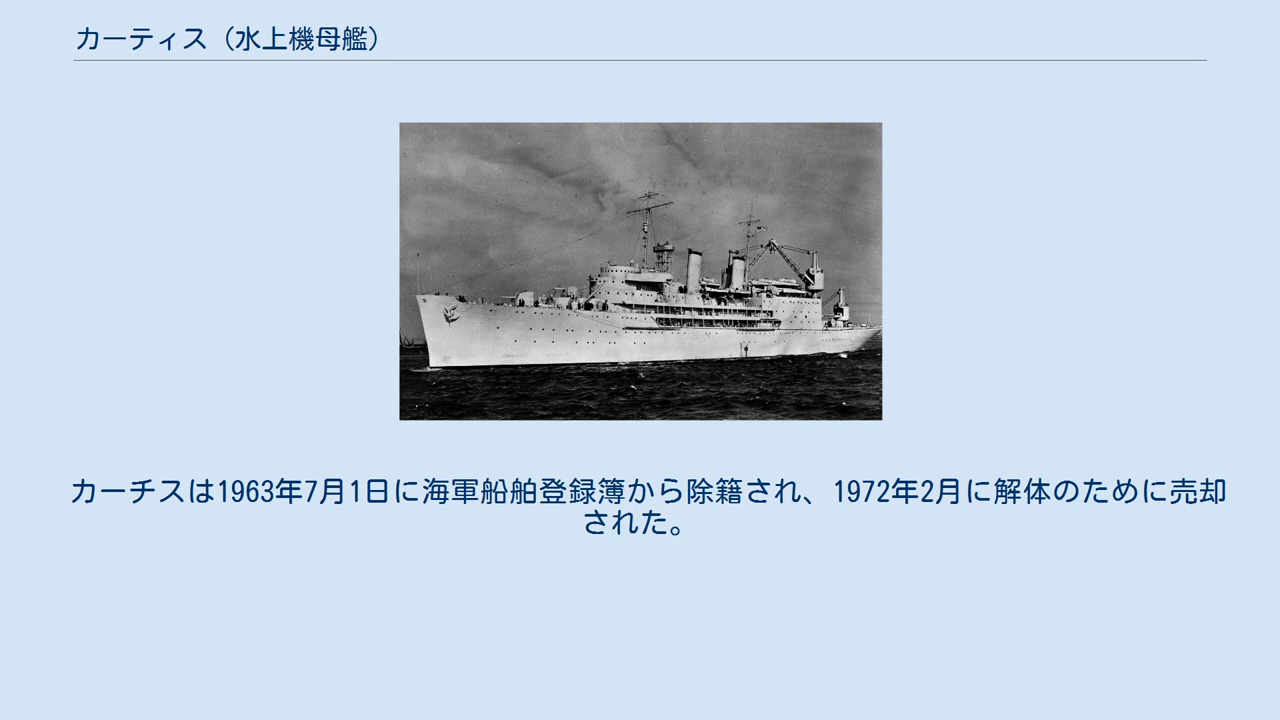 カーティス（水上機母艦）
カーチスは1963年7月1日に海軍船舶登録簿から除籍され、1972年2月に解体のために売却
された。